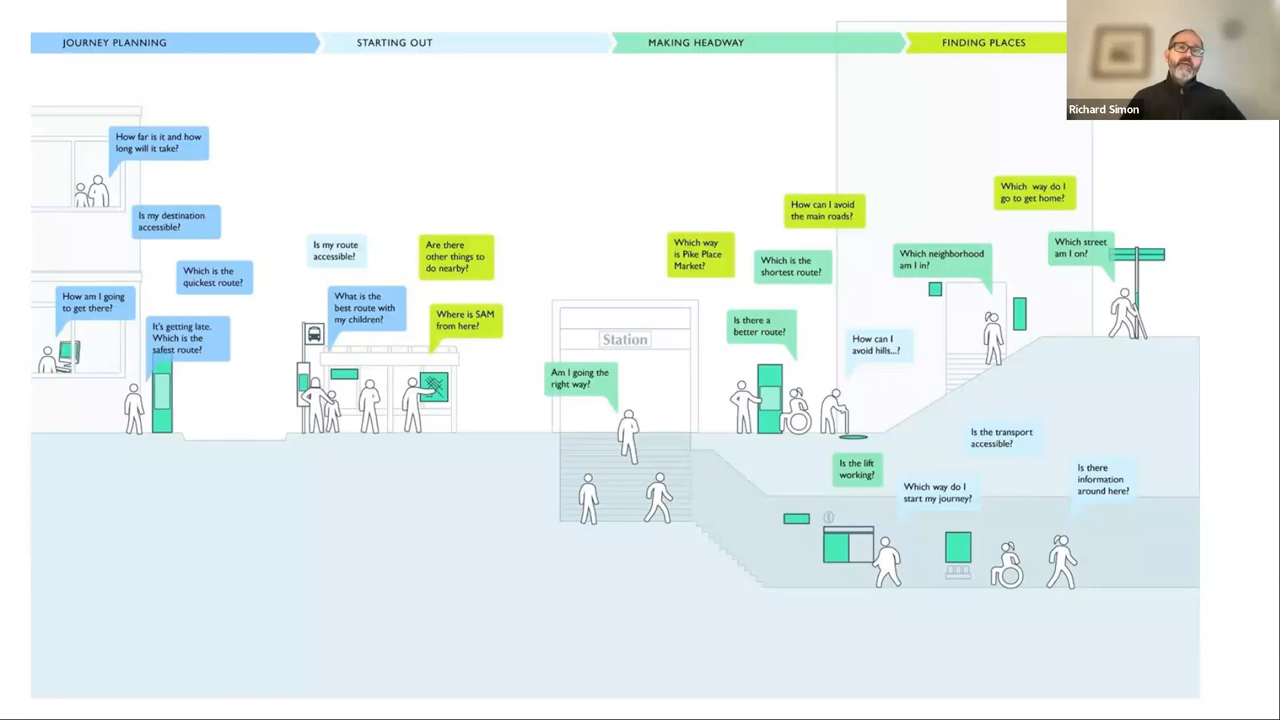 JOURNEY PLANNING
STARTING OUT
MAKING HEADWAY
FINDING PLACES
Richard Simon
How far is it and how
long will it take?
Is my destination
accessible?
Which is the
quickest route?
How am I going
to get there?
It's getting late.
Which is the
safest route?
Is my route
accessible?
Are there
other things to
do nearby?
What is the
best route with
my children?
Where is SAM
from here?
Station
Am I going the
right way?
Which way
is Pike Place
Market?
How can I avoid
the main roads?
Which is the
shortest route?
Is there a
better route?
How can I
avoid hills...?
Which neighborhood
am I in?
Which way do I
go to get home?
Which street
am I on?
Is the lift
working?
Which way do I
start my journey?
Is the transport
accessible?
Is there
information
around here?